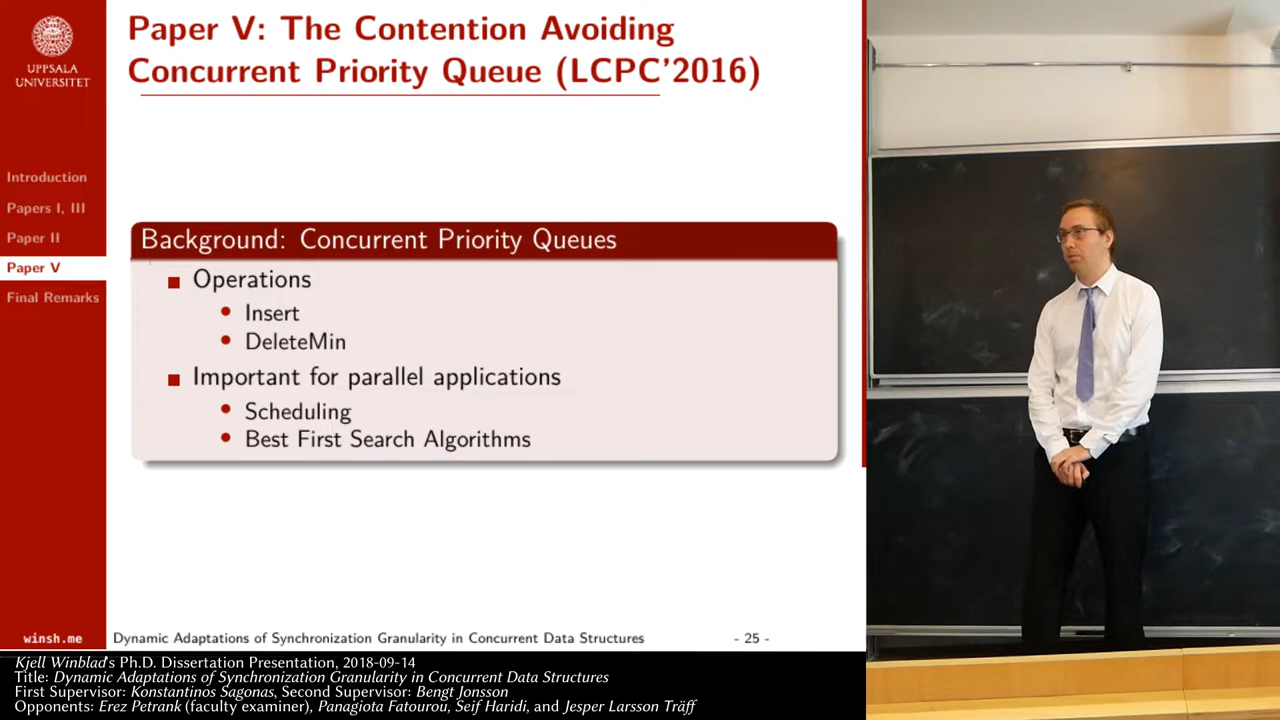 Paper V: The Contention Avoiding
Concurrent Priority Queue (LCPC'2016)
UPPSALA
UNIVERSITET
Introduction
Papers I, III
Paper II
Paper V
Final Remarks
Background: Concurrent Priority Queues
Operations
Insert
DeleteMin
Important for parallel applications
Scheduling
Best First Search Algorithms
winsh.me
Dynamic Adaptations of Synchronization Granularity in Concurrent Data Structures
- 25 -
Kjell Winblad's Ph.D. Dissertation Presentation, 2018-09-14
Title: Dynamic Adaptations of Synchronization Granularity in Concurrent Data Structures
First Supervisor: Konstantinos Sagonas, Second Supervisor: Bengt Jonsson
Opponents: Erez Petrank (faculty examiner), Panagiota Fatourou, Seif Haridi, and Jesper Larsson Träff